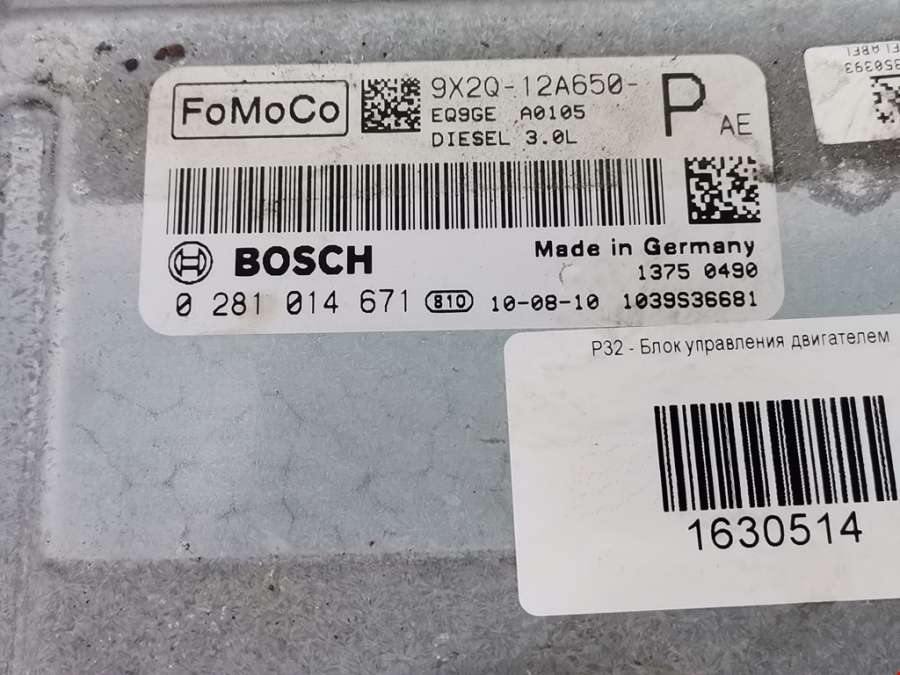 FoMoCo
9X2Q-12A650-
P
AE
EQ9GE A0105
DIESEL 3.0L
BOSCH
Made in Germany
1375 0490
0 281 014 671 810 10-08-10 1039S36681
P32 - Блок управления двигателем
1630514